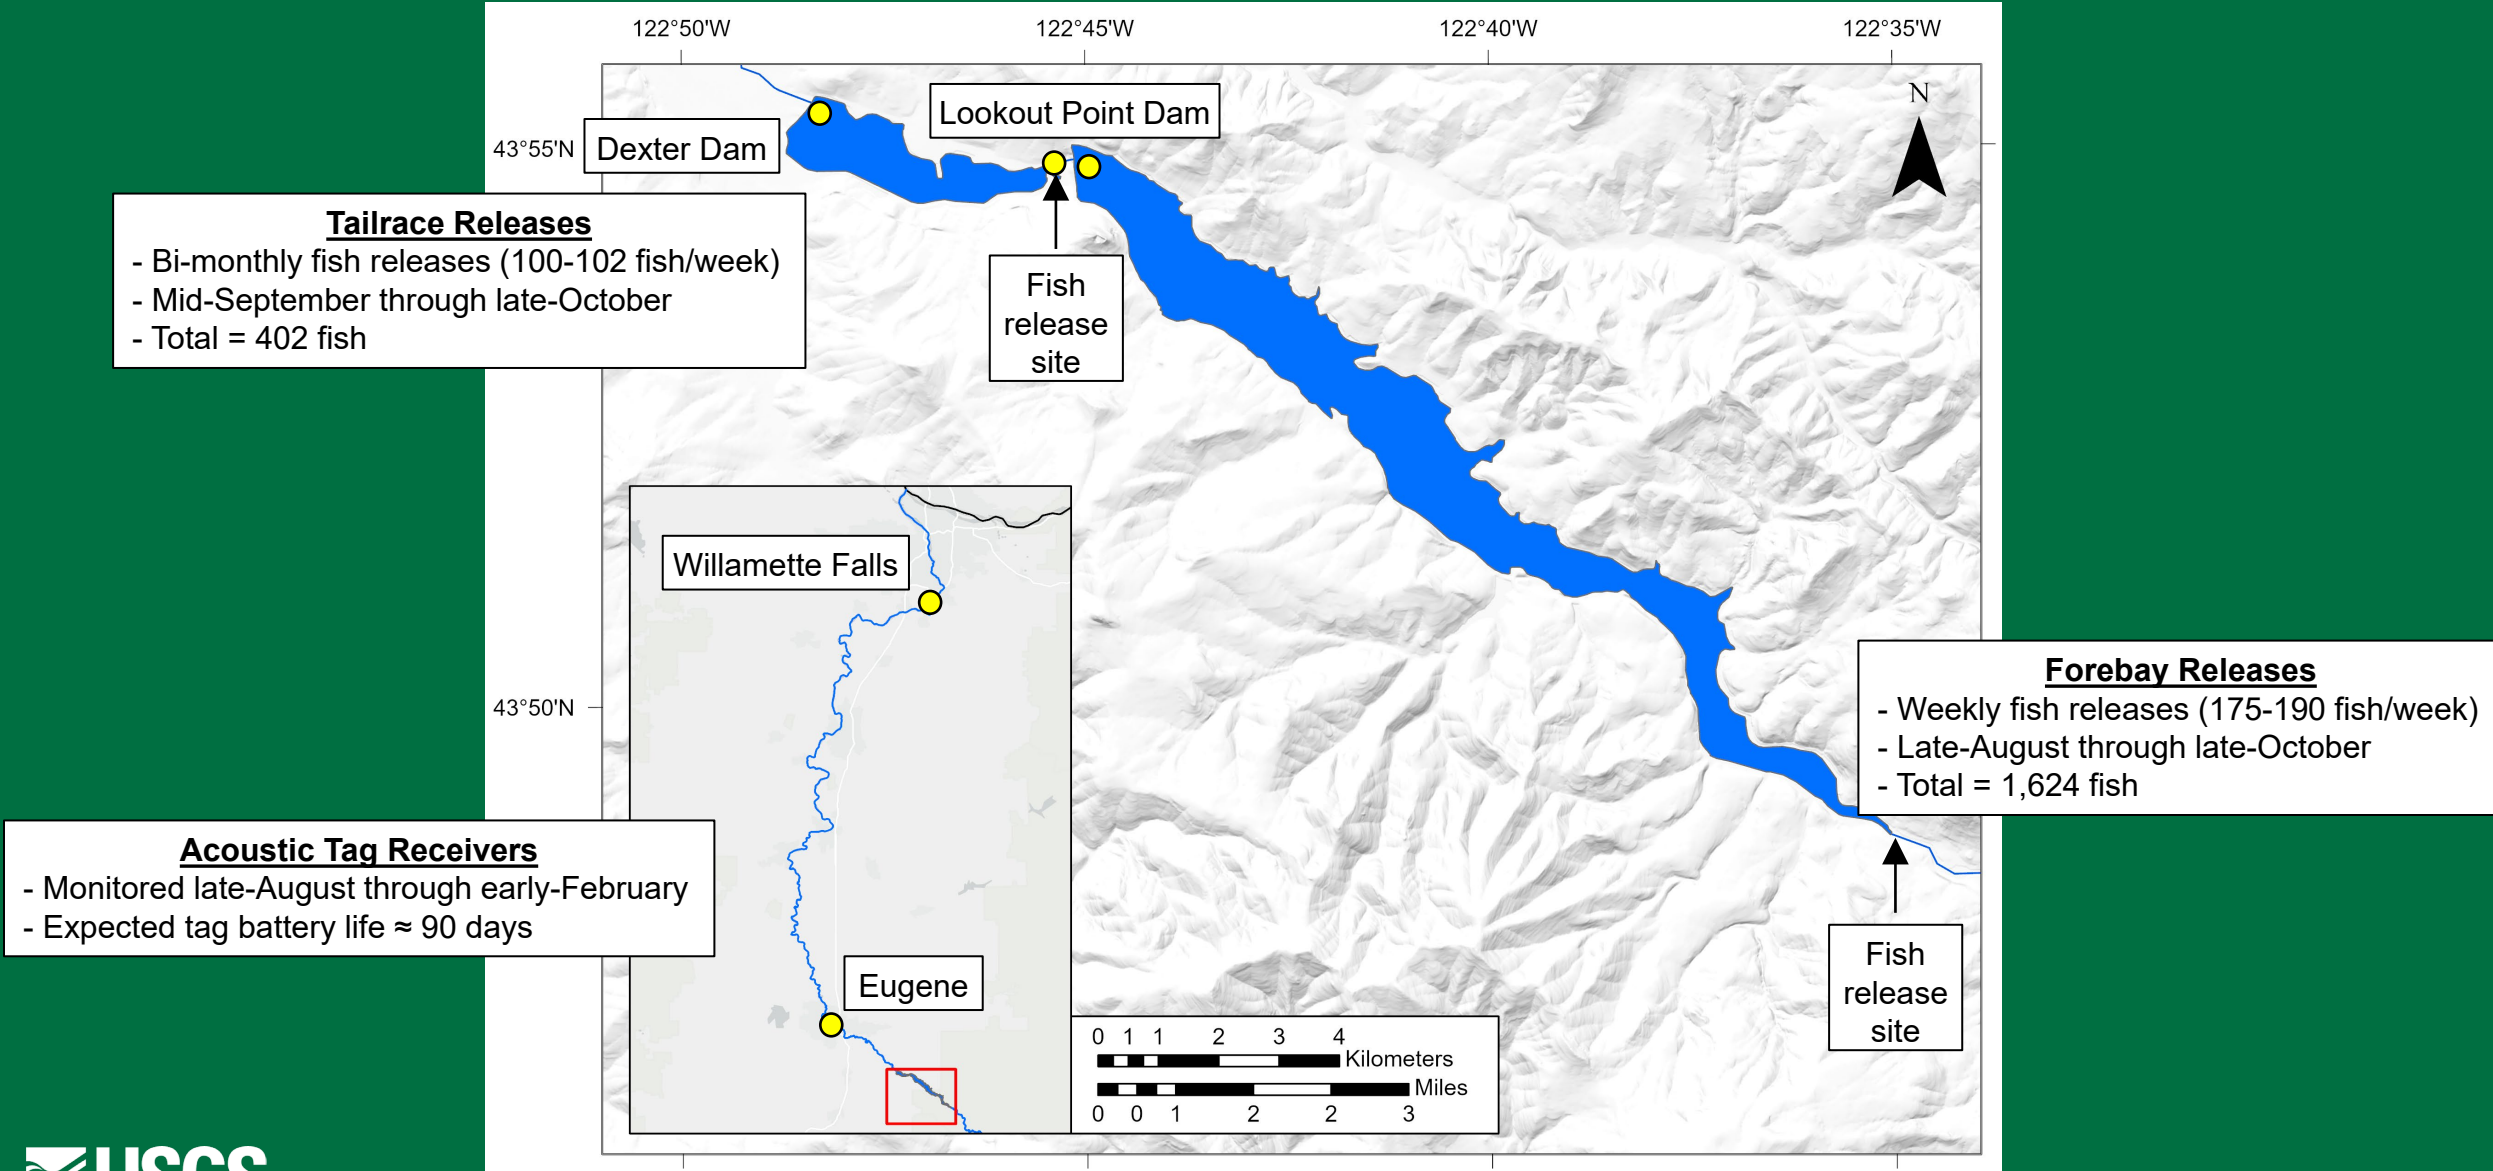 122°50'W 122°45'W 122°40'W 122°35'W
Lookout Point Dam
N
43°55'N
Dexter Dam
Tailrace Releases
- Bi-monthly fish releases (100-102 fish/week)
- Mid-September through late-October
- Total = 402 fish
Fish
release
site
Willamette Falls
43°50'N
Forebay Releases
- Weekly fish releases (175-190 fish/week)
- Late-August through late-October
- Total = 1,624 fish
Acoustic Tag Receivers
- Monitored late-August through early-February
- Expected tag battery life ≈ 90 days
Eugene
Fish
release
site
0 1 1 2 3 4
Kilometers
Miles
0 0 1 2 2 3
USGS